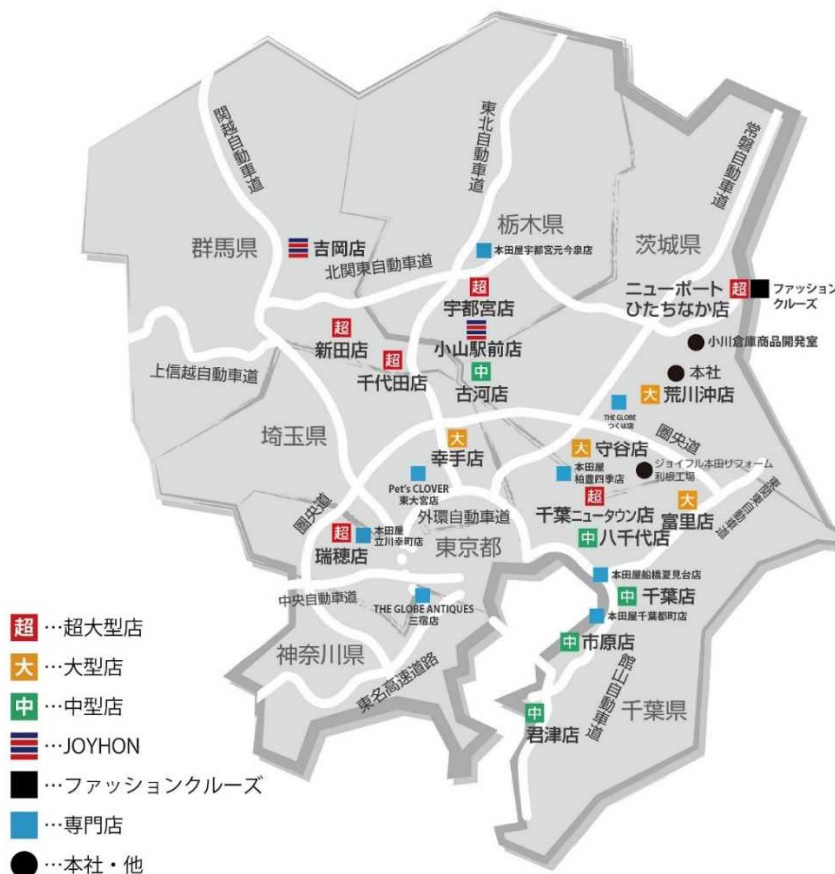 関越自動車道
東北自動車道
常磐自動車道
群馬県
栃木県
茨城県
吉岡店
本田屋宇都宮元今泉店
北関東自動車道
超
宇都宮店
ニューポート
ひたちなか店
超
ファッション
クルーズ
超
新田店
小山駅前店
小川倉庫商品開発室
上信越自動車道
超
千代田店
中
古河店
本社
大
荒川沖店
THE GLOBE
つくば店
埼玉県
大
幸手店
大
守谷店
圏央道
Pet's CLOVER
東大宮店
本田屋
柏豊四季店
ジョイフル本田リフォーム
利根工場
超
千葉ニュータウン店
大
富里店
東関東自動車道
圏央道
外環自動車道
超
瑞穂店
本田屋
立川幸町店
東京都
中
八千代店
中央自動車道
THE GLOBE ANTIQUES
三宿店
本田屋船橋夏見台店
中
千葉店
本田屋千葉都町店
神奈川県
東名高速道路
中
市原店
館山自動車道
千葉県
中
君津店
超…超大型店
大…大型店
中…中型店
…JOYHON
…ファッションクルーズ
…専門店
…本社・他